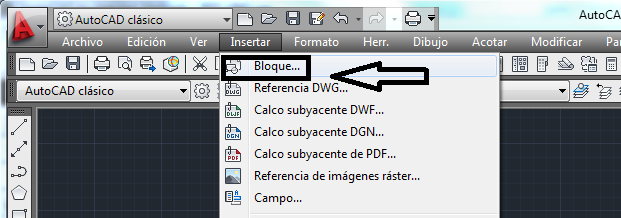 AutoCAD clásico
AutoCA
Archivo Edición Ver Insertar Formato Herr. Dibujo Acotar Modificar Par
Bloque...
AutoCAD clásico
Referencia DWG...
Calco subyacente DWF...
Calco subyacente DGN...
Calco subyacente de PDF...
Referencia de imágenes ráster...
Campo...